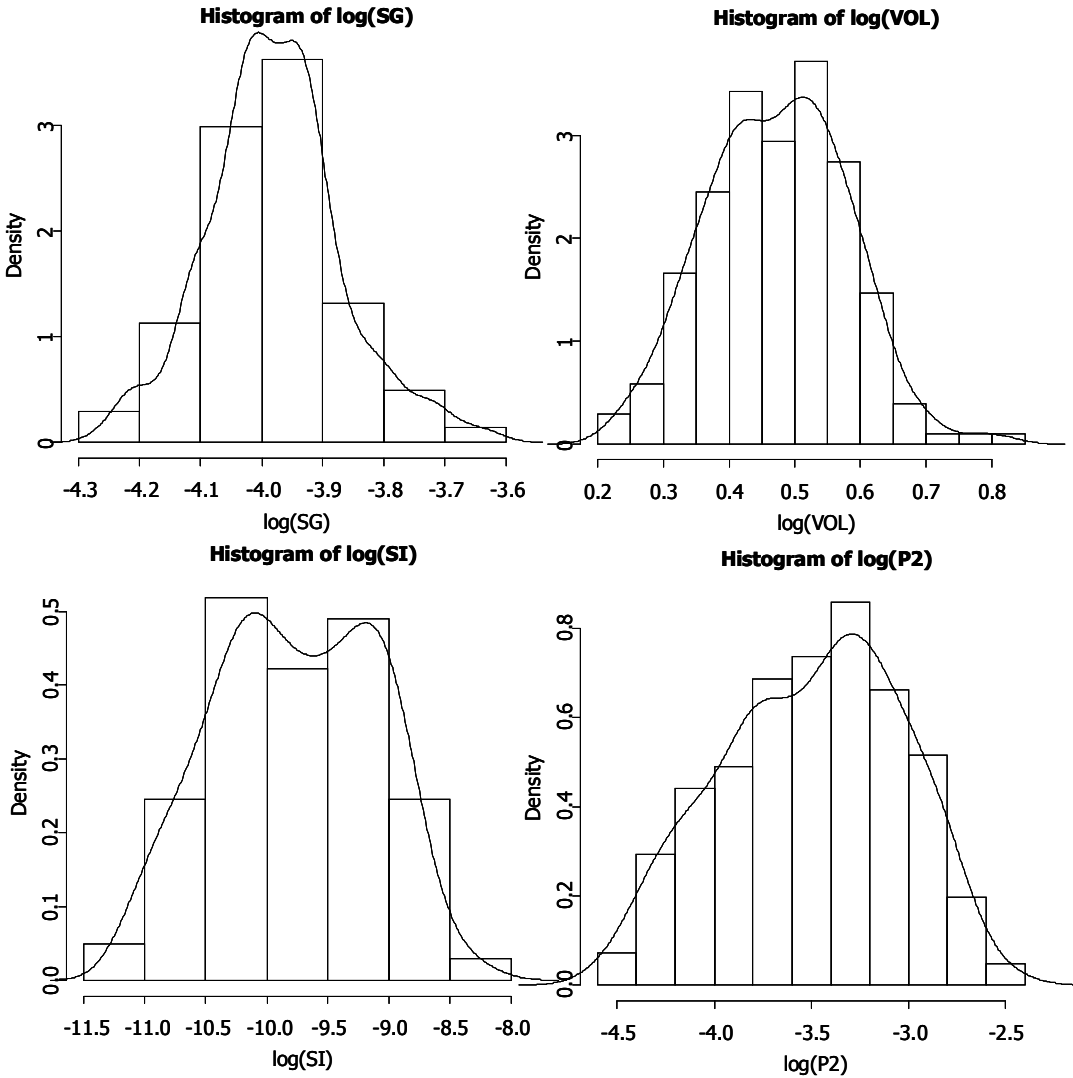 Histogram of log(SG)
Density
3
2
1
0
-4.3 -4.2 -4.1 -4.0 -3.9 -3.8 -3.7 -3.6
log(SG)
Histogram of log(VOL)
Density
3
2
1
0
0.2 0.3 0.4 0.5 0.6 0.7 0.8
log(VOL)
Histogram of log(SI)
Density
0.5
0.4
0.3
0.2
0.1
0.0
-11.5 -11.0 -10.5 -10.0 -9.5 -9.0 -8.5 -8.0
log(SI)
Histogram of log(P2)
Density
0.8
0.6
0.4
0.2
0.0
-4.5 -4.0 -3.5 -3.0 -2.5
log(P2)